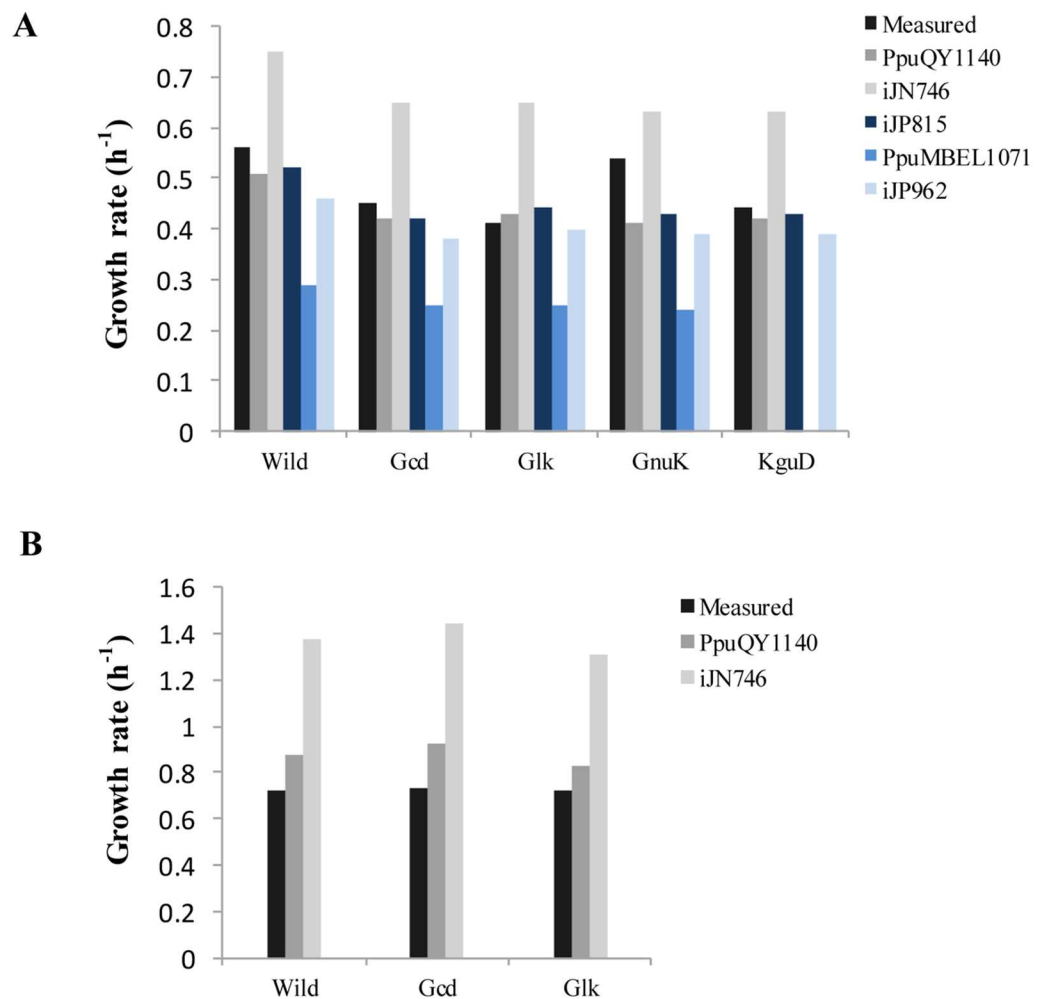 A
Growth rate (h-1)
0.8
0.7
0.6
0.5
0.4
0.3
0.2
0.1
0
Wild Gcd Glk GnuK KguD
Measured
PpuQY1140
iJN746
iJP815
PpuMBEL1071
iJP962
B
Growth rate (h-1)
1.6
1.4
1.2
1
0.8
0.6
0.4
0.2
0
Wild Gcd Glk
Measured
PpuQY1140
iJN746